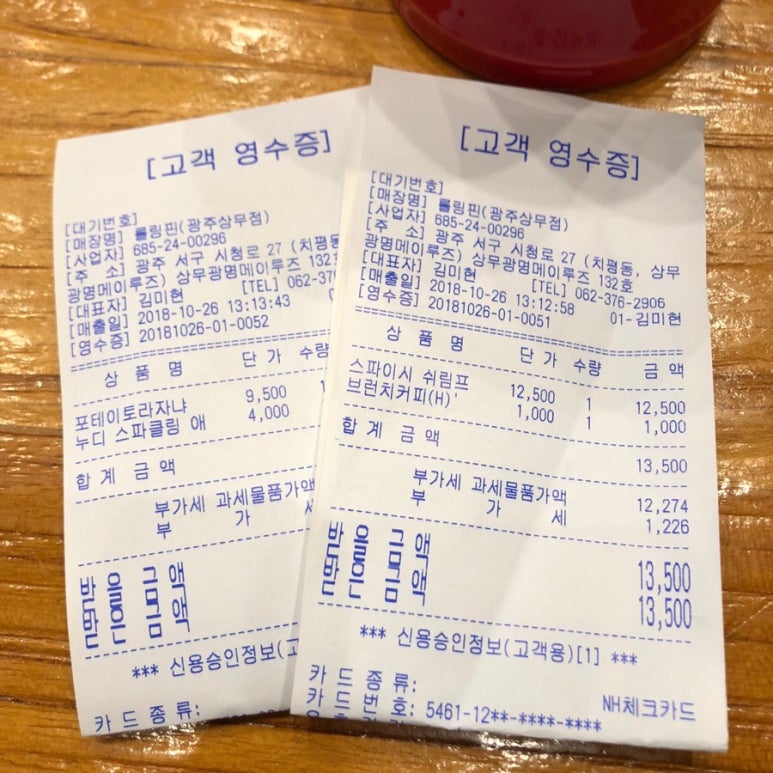 [고객 영수증]
[대기번호]
[매장명] 롤링핀(광주상무점)
[사업자] 685-24-00296
[주 소] 광주 서구 시청로 27 (치평동,
광명메이루즈) 상무광명메이루즈 132호
[대표자] 김미현 [TEL] 062-37
[매출일] 2018-10-26 13:13:43
[영수증] 20181026-01-0052
상 품 명 단 가 수량
포테이토라자냐 9,500 1
누디 스파클링 애 4,000
합 계 금 액
부가세 과세물품가액
부 가 세
받 을 금 액
받 은 금 액
*** 신용승인정보(고
카 드 종 류:
[고객 영수증]
[대기번호]
[매장명] 롤링핀(광주상무점)
[사업자] 685-24-00296
[주 소] 광주 서구 시청로 27 (치평동, 상무
광명메이루즈) 상무광명메이루즈 132호
[대표자] 김미현 [TEL] 062-376-2906
[매출일] 2018-10-26 13:12:58 01-김미현
[영수증] 20181026-01-0051
상 품 명 단 가 수량 금 액
스파이시 쉬림프 12,500 1 12,500
브런치커피(H)' 1,000 1 1,000
합 계 금 액 13,500
부가세 과세물품가액 12,274
부 가 세 1,226
받 을 금 액 13,500
받 은 금 액 13,500
*** 신용승인정보(고객용)[1] ***
카 드 종 류: NH체크카드
카 드 번 호: 5461-12**-****-****